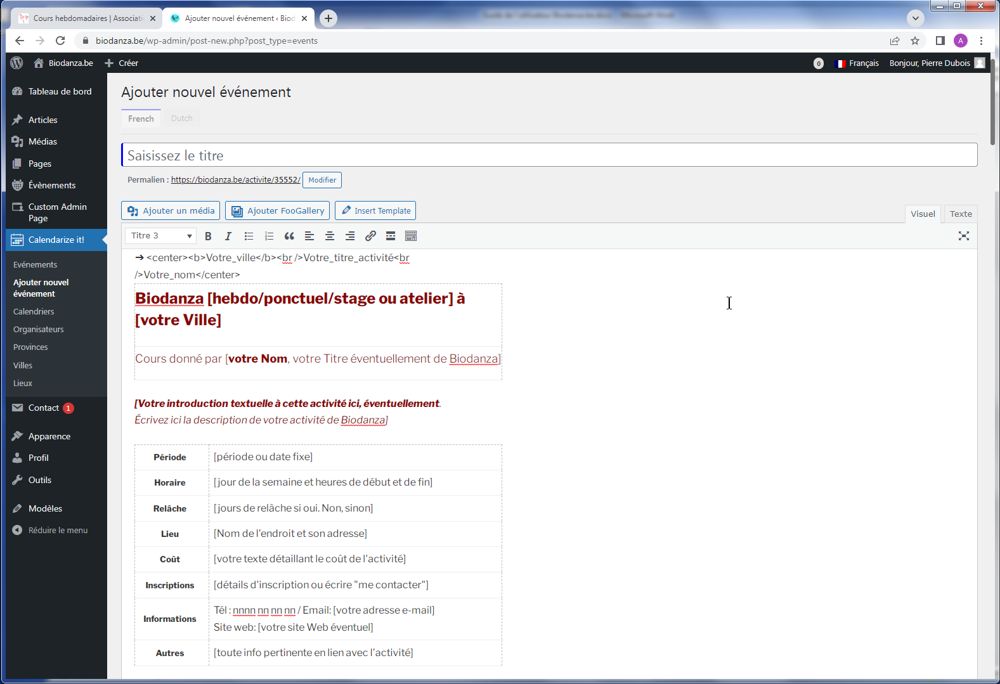 Guide de l'utilisateur Biodanza.be.docx - Microsoft Word
Cours hebdomadaires | Associati
Ajouter nouvel événement ‹ Biod
biodanza.be/wp-admin/post-new.php?post_type=events
A
Biodanza.be
Créer
0
Français
Bonjour, Pierre Dubois
Tableau de bord
Articles
Médias
Pages
Évènements
Custom Admin
Page
Calendarize it!
Evénements
Ajouter nouvel
événement
Calendriers
Organisateurs
Provinces
Villes
Lieux
Contact 1
Apparence
Profil
Outils
Modèles
Réduire le menu
Ajouter nouvel événement
French
Dutch
Saisissez le titre
Permalien : https://biodanza.be/activite/35552/ Modifier
Ajouter un média
Ajouter FooGallery
Insert Template
Visuel
Texte
Titre 3
B
I
➔ <center><b>Votre_ville</b><br />Votre_titre_activité<br
/>Votre_nom</center>
Biodanza [hebdo/ponctuel/stage ou atelier] à
[votre Ville]
Cours donné par [votre Nom, votre Titre éventuellement de Biodanza]
[Votre introduction textuelle à cette activité ici, éventuellement.
Écrivez ici la description de votre activité de Biodanza]
Période [période ou date fixe]
Horaire [jour de la semaine et heures de début et de fin]
Relâche [jours de relâche si oui. Non, sinon]
Lieu [Nom de l'endroit et son adresse]
Coût [votre texte détaillant le coût de l'activité]
Inscriptions [détails d'inscription ou écrire "me contacter"]
Informations Tél : nnnn nn nn nn / Email: [votre adresse e-mail]
Site web: [votre site Web éventuel]
Autres [toute info pertinente en lien avec l'activité]